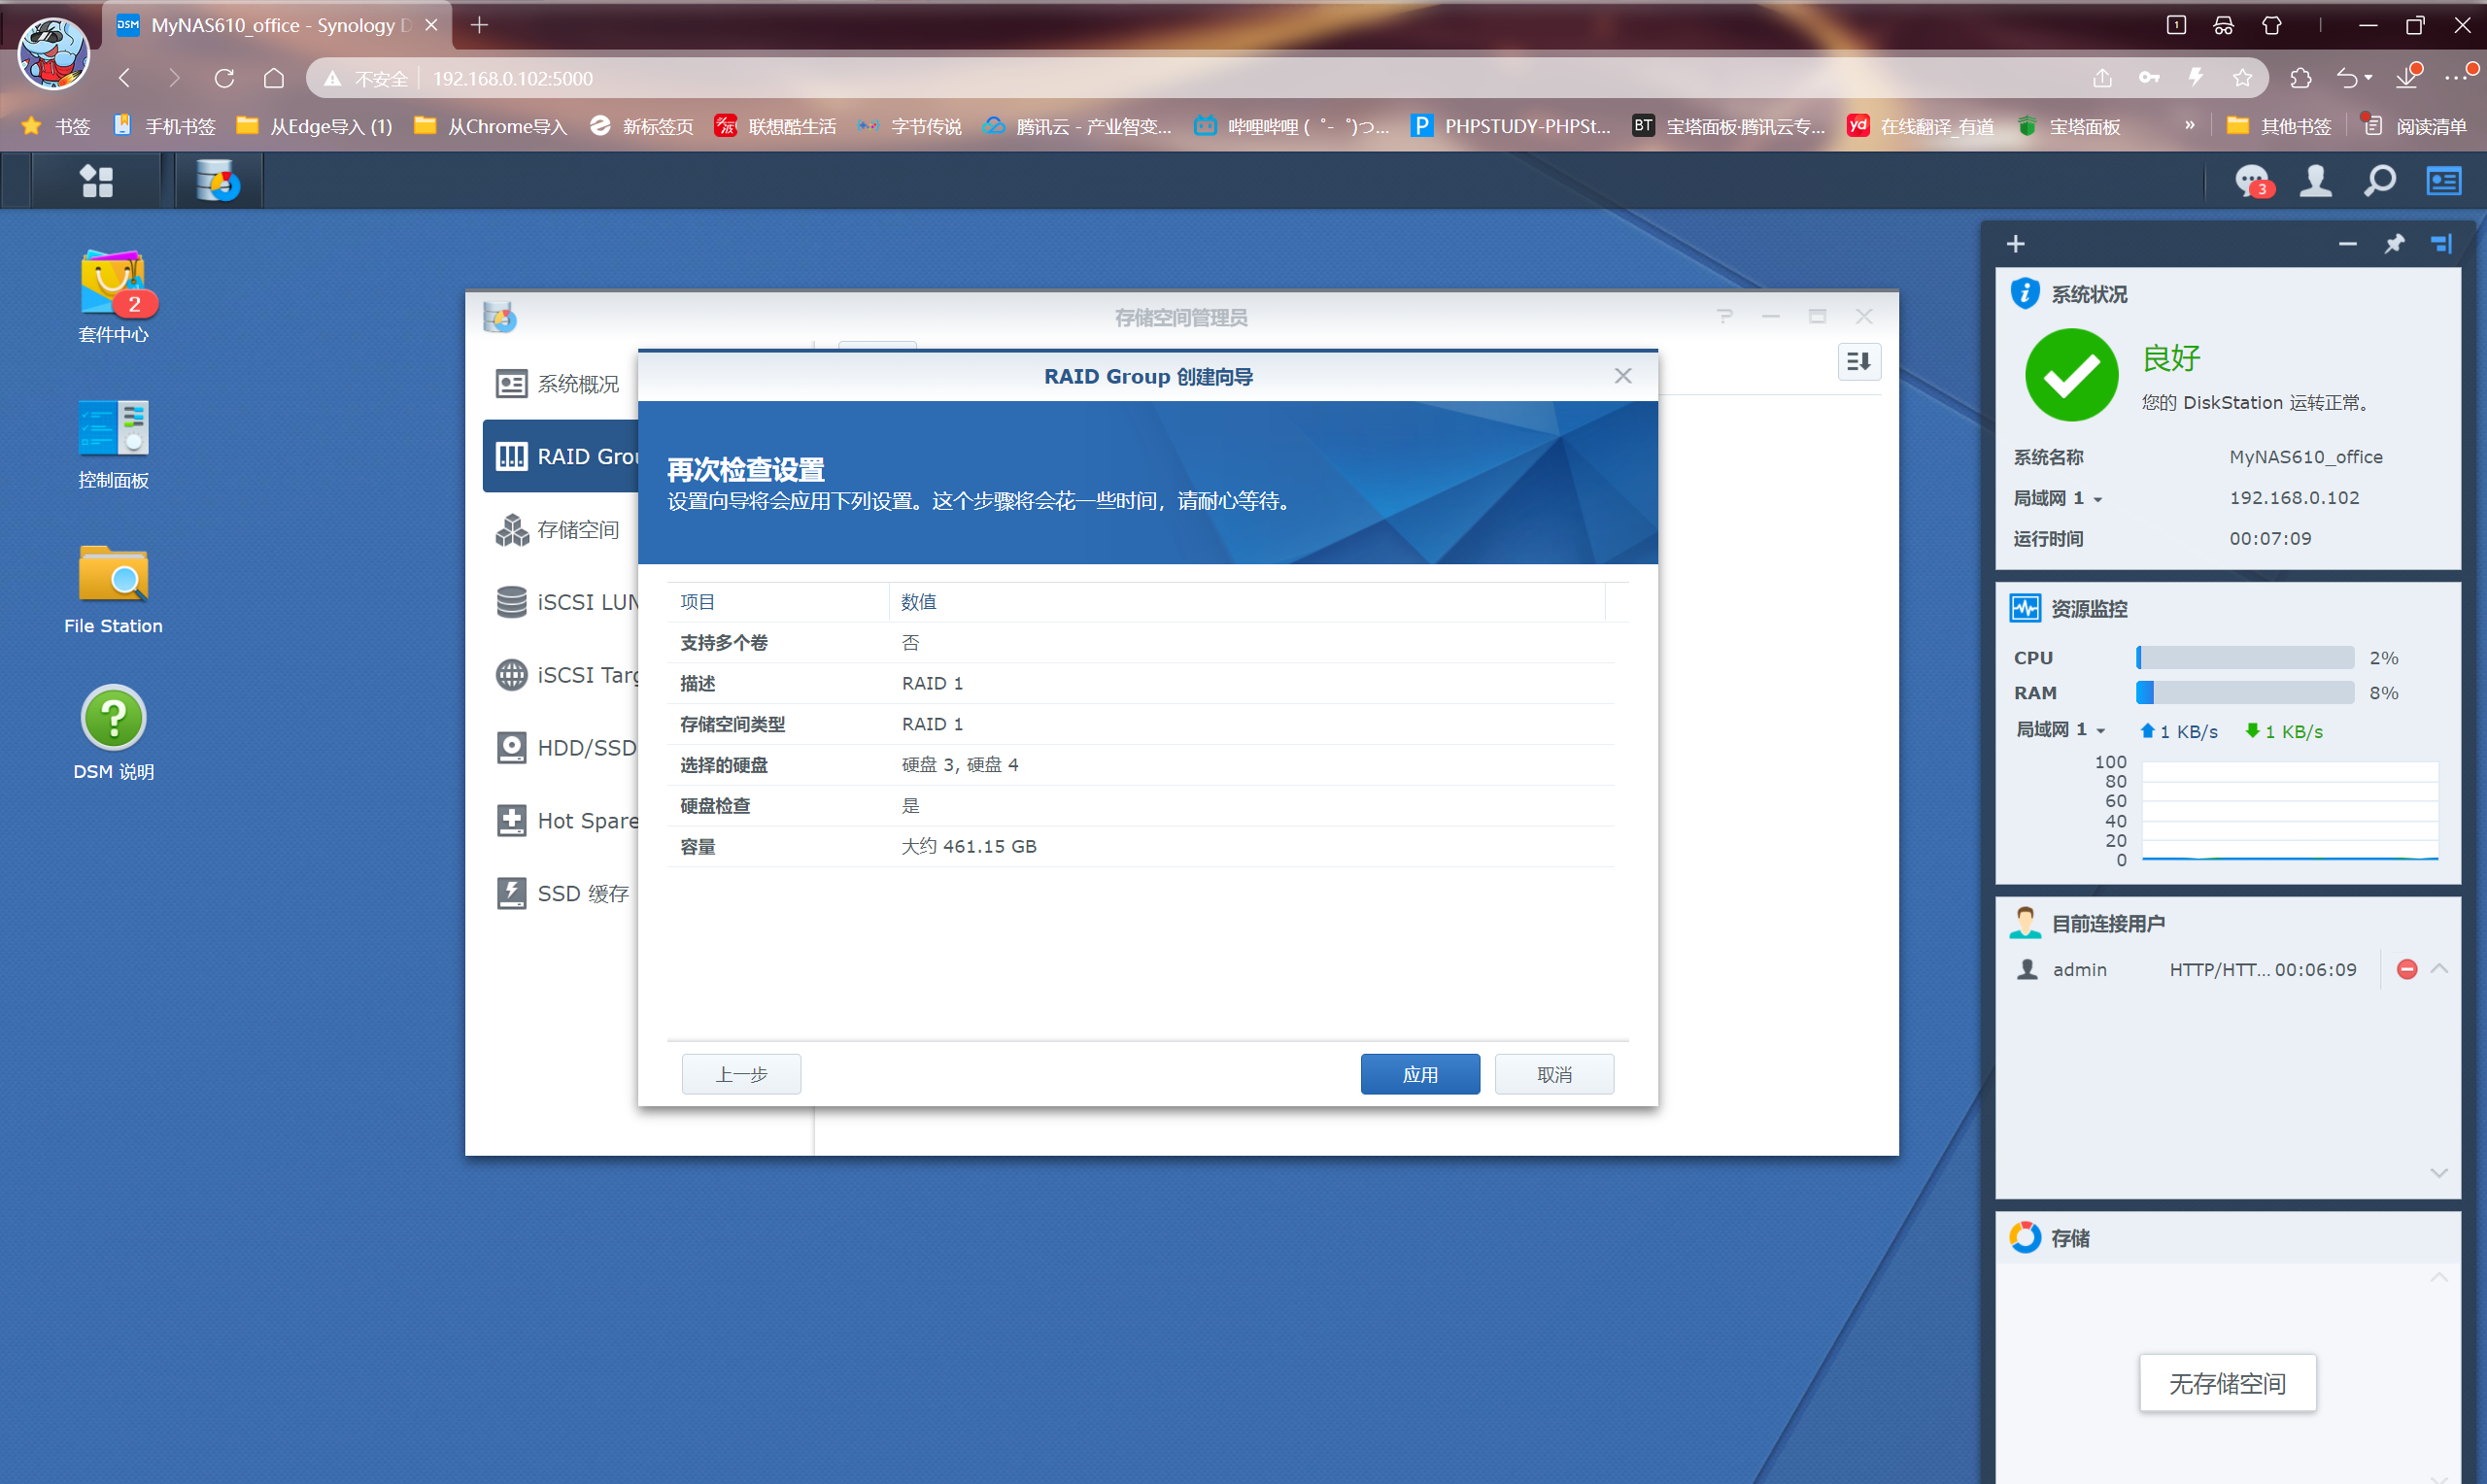 MyNAS610_office - Synology D
不安全 192.168.0.102:5000
书签 手机书签 从Edge导入 (1) 从Chrome导入 新标签页 联想酷生活 字节传说 腾讯云 - 产业智变... 哔哩哔哩 ( ゜- ゜)つ... PHPSTUDY-PHPSt... 宝塔面板·腾讯云专... 在线翻译_有道 宝塔面板 » 其他书签 阅读清单
3
2
套件中心
控制面板
File Station
DSM 说明
存储空间管理员
系统概况
RAID Grou
存储空间
iSCSI LUN
iSCSI Targ
HDD/SSD
Hot Spare
SSD 缓存
RAID Group 创建向导
再次检查设置
设置向导将会应用下列设置。这个步骤将会花一些时间，请耐心等待。
项目 数值
支持多个卷 否
描述 RAID 1
存储空间类型 RAID 1
选择的硬盘 硬盘 3, 硬盘 4
硬盘检查 是
容量 大约 461.15 GB
上一步 应用 取消
系统状况
良好
您的 DiskStation 运转正常。
系统名称 MyNAS610_office
局域网 1 192.168.0.102
运行时间 00:07:09
资源监控
CPU 2%
RAM 8%
局域网 1 1 KB/s 1 KB/s
100
80
60
40
20
0
目前连接用户
admin HTTP/HTT... 00:06:09
存储
无存储空间